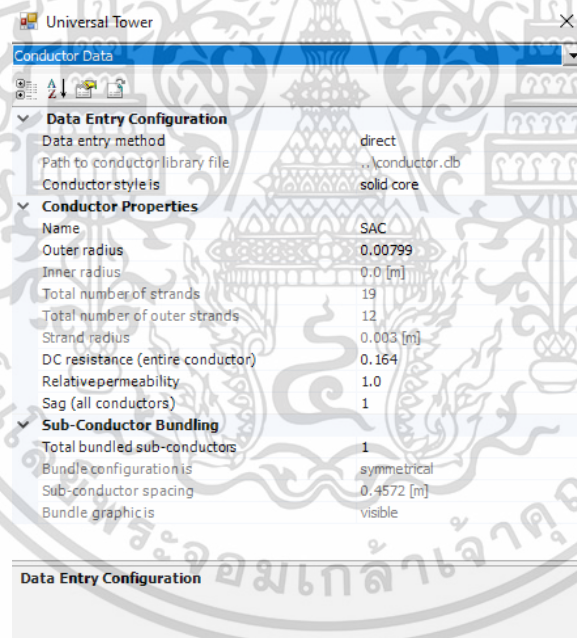 Universal Tower
Conductor Data
Data Entry Configuration
Data entry method direct
Path to conductor library file ..\conductor.clb
Conductor style is solid core
Conductor Properties
Name SAC
Outer radius 0.00799
Inner radius 0.0 [m]
Total number of strands 19
Total number of outer strands 12
Strand radius 0.003 [m]
DC resistance (entire conductor) 0.164
Relative permeability 1.0
Sag (all conductors) 1
Sub-Conductor Bundling
Total bundled sub-conductors 1
Bundle configuration is symmetrical
Sub-conductor spacing 0.4572 [m]
Bundle graphic is visible
Data Entry Configuration